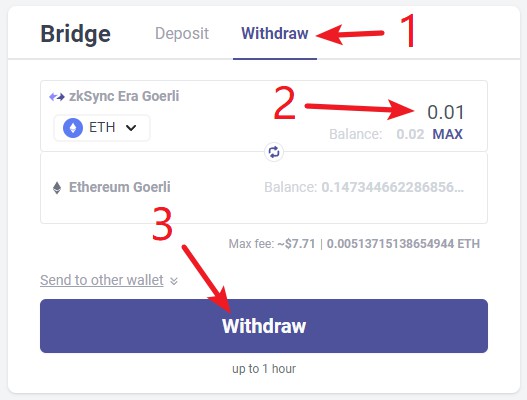 Bridge Deposit Withdraw 1
zkSync Era Goerli
2 0.01
ETH
Balance: 0.02 MAX
Ethereum Goerli Balance: 0.147344662286856...
3
Max fee: ~$7.71 | 0.00513715138654944 ETH
Send to other wallet
Withdraw
up to 1 hour